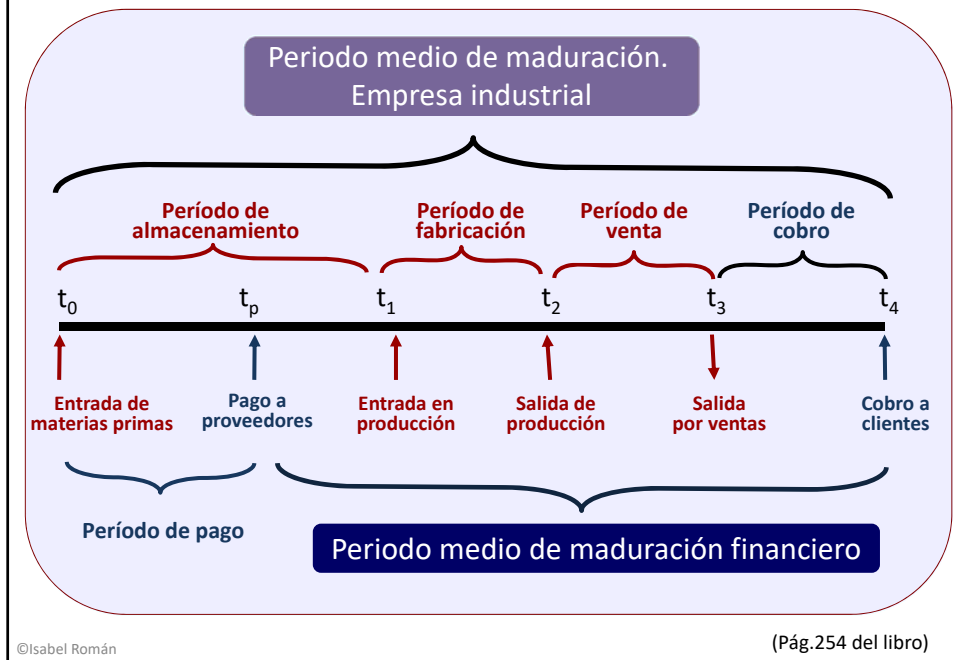 Periodo medio de maduración.
Empresa industrial
Período de
almacenamiento
Período de
fabricación
Período de
venta
Período de
cobro
t0
tp
t1
t2
t3
t4
Entrada de
materias primas
Pago a
proveedores
Entrada en
producción
Salida de
producción
Salida
por ventas
Cobro a
clientes
Período de pago
Periodo medio de maduración financiero
©Isabel Román
(Pág.254 del libro)